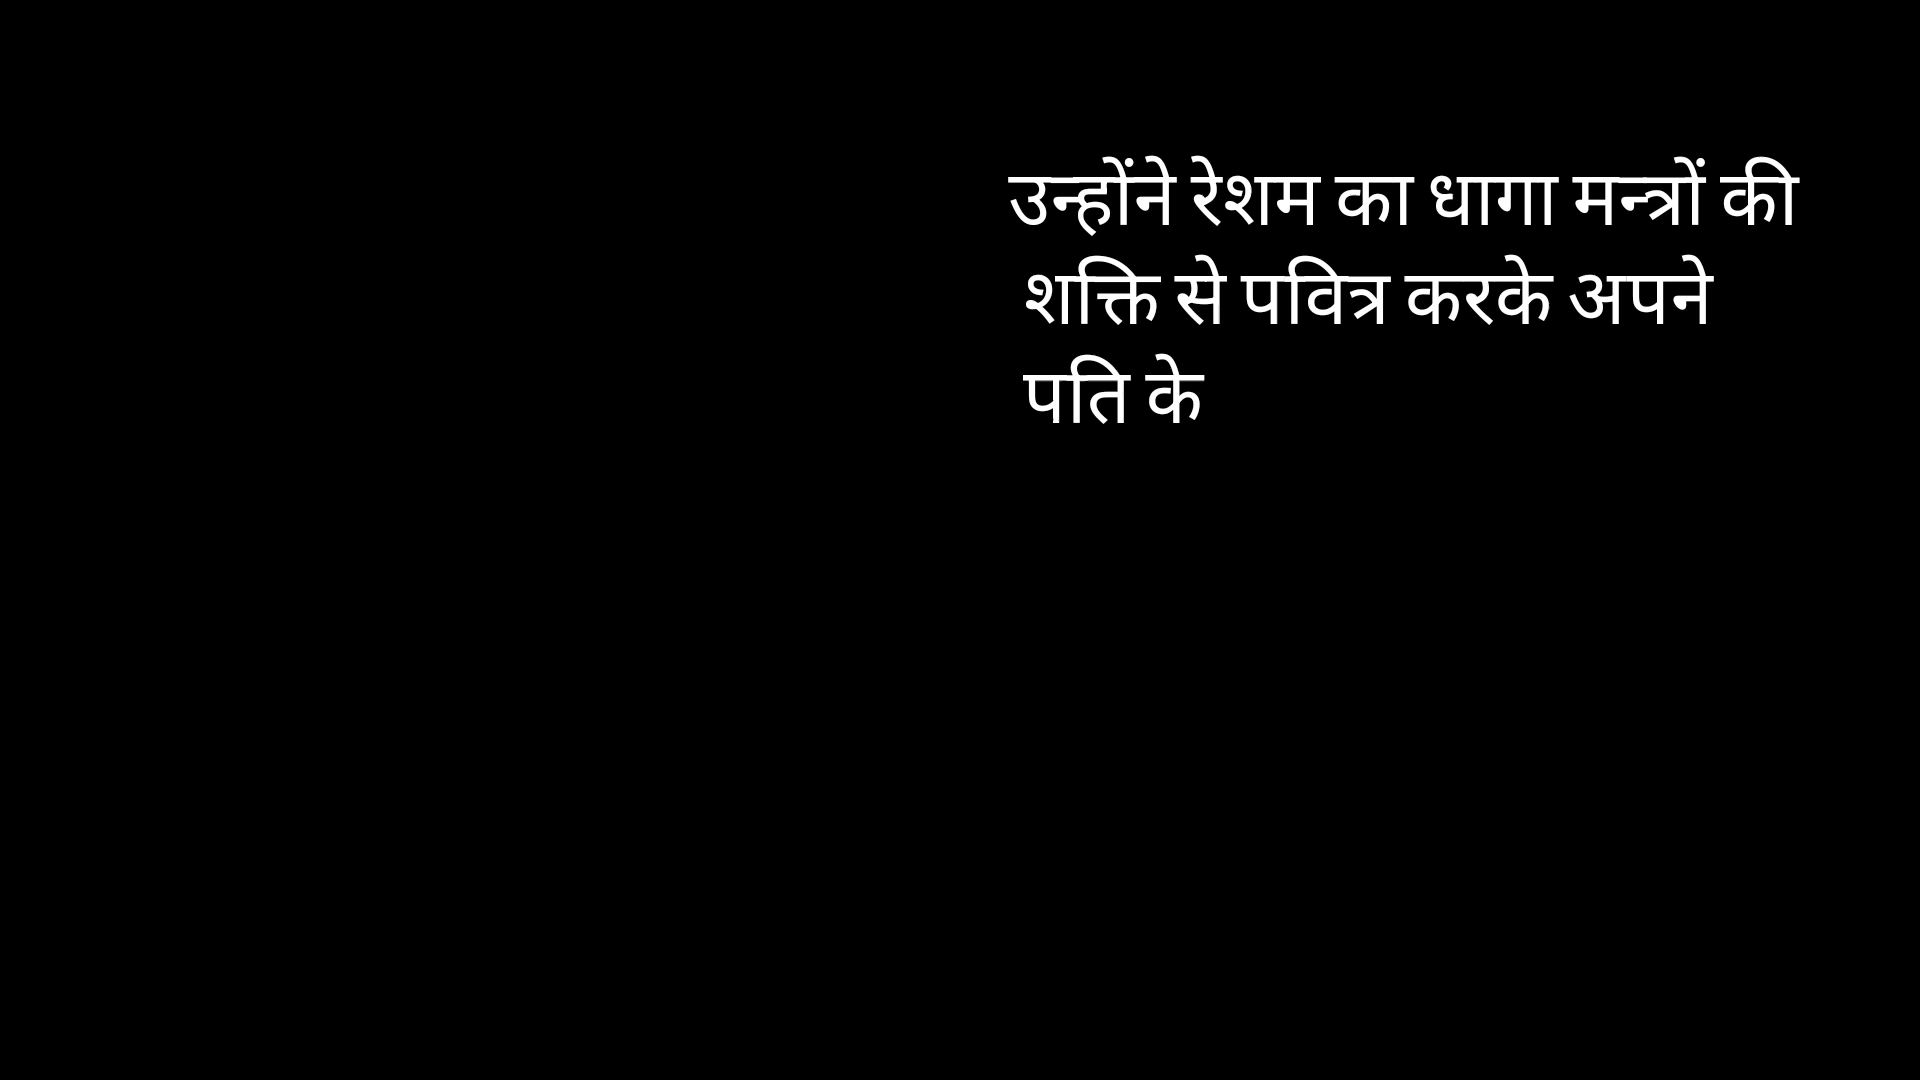 उन्होंने रेशम का धागा मन्त्रों की
शक्ति से पवित्र करके अपने
पति के